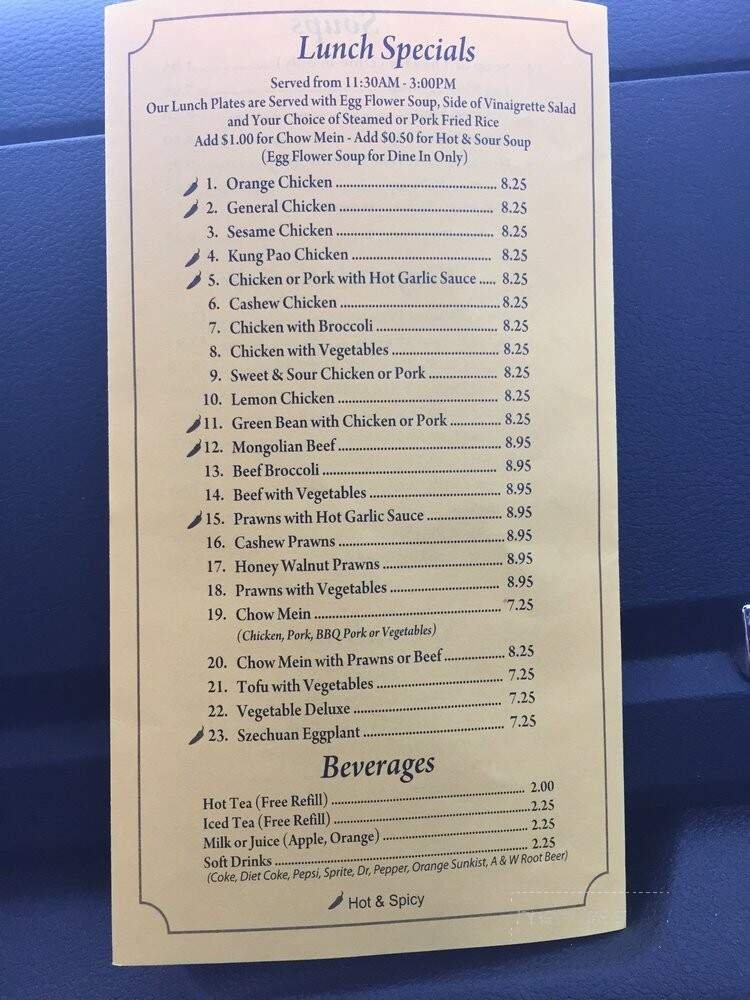 Soups
Lunch Specials
Served from 11:30AM - 3:00PM
Our Lunch Plates are Served with Egg Flower Soup, Side of Vinaigrette Salad
and Your Choice of Steamed or Pork Fried Rice
Add $1.00 for Chow Mein - Add $0.50 for Hot & Sour Soup
(Egg Flower Soup for Dine In Only)
1. Orange Chicken 8.25
2. General Chicken 8.25
3. Sesame Chicken 8.25
4. Kung Pao Chicken 8.25
5. Chicken or Pork with Hot Garlic Sauce 8.25
6. Cashew Chicken 8.25
7. Chicken with Broccoli 8.25
8. Chicken with Vegetables 8.25
9. Sweet & Sour Chicken or Pork 8.25
10. Lemon Chicken 8.25
11. Green Bean with Chicken or Pork 8.25
12. Mongolian Beef 8.95
13. Beef Broccoli 8.95
14. Beef with Vegetables 8.95
15. Prawns with Hot Garlic Sauce 8.95
16. Cashew Prawns 8.95
17. Honey Walnut Prawns 8.95
18. Prawns with Vegetables 8.95
19. Chow Mein 7.25
(Chicken, Pork, BBQ Pork or Vegetables)
20. Chow Mein with Prawns or Beef 8.25
21. Tofu with Vegetables 7.25
22. Vegetable Deluxe 7.25
23. Szechuan Eggplant 7.25
Beverages
Hot Tea (Free Refill) 2.00
Iced Tea (Free Refill) 2.25
Milk or Juice (Apple, Orange) 2.25
Soft Drinks 2.25
(Coke, Diet Coke, Pepsi, Sprite, Dr, Pepper, Orange Sunkist, A & W Root Beer)
Hot & Spicy